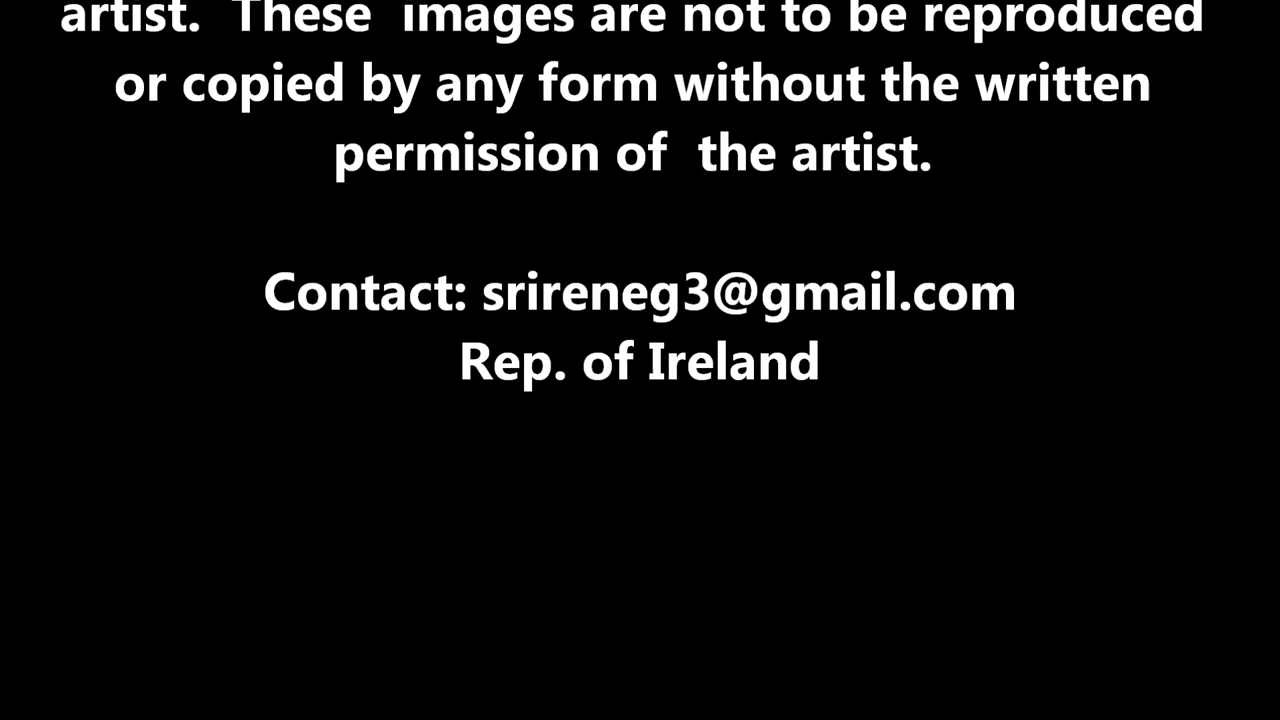 artist. These images are not to be reproduced
or copied by any form without the written
permission of the artist.
Contact: srireneg3@gmail.com
Rep. of Ireland